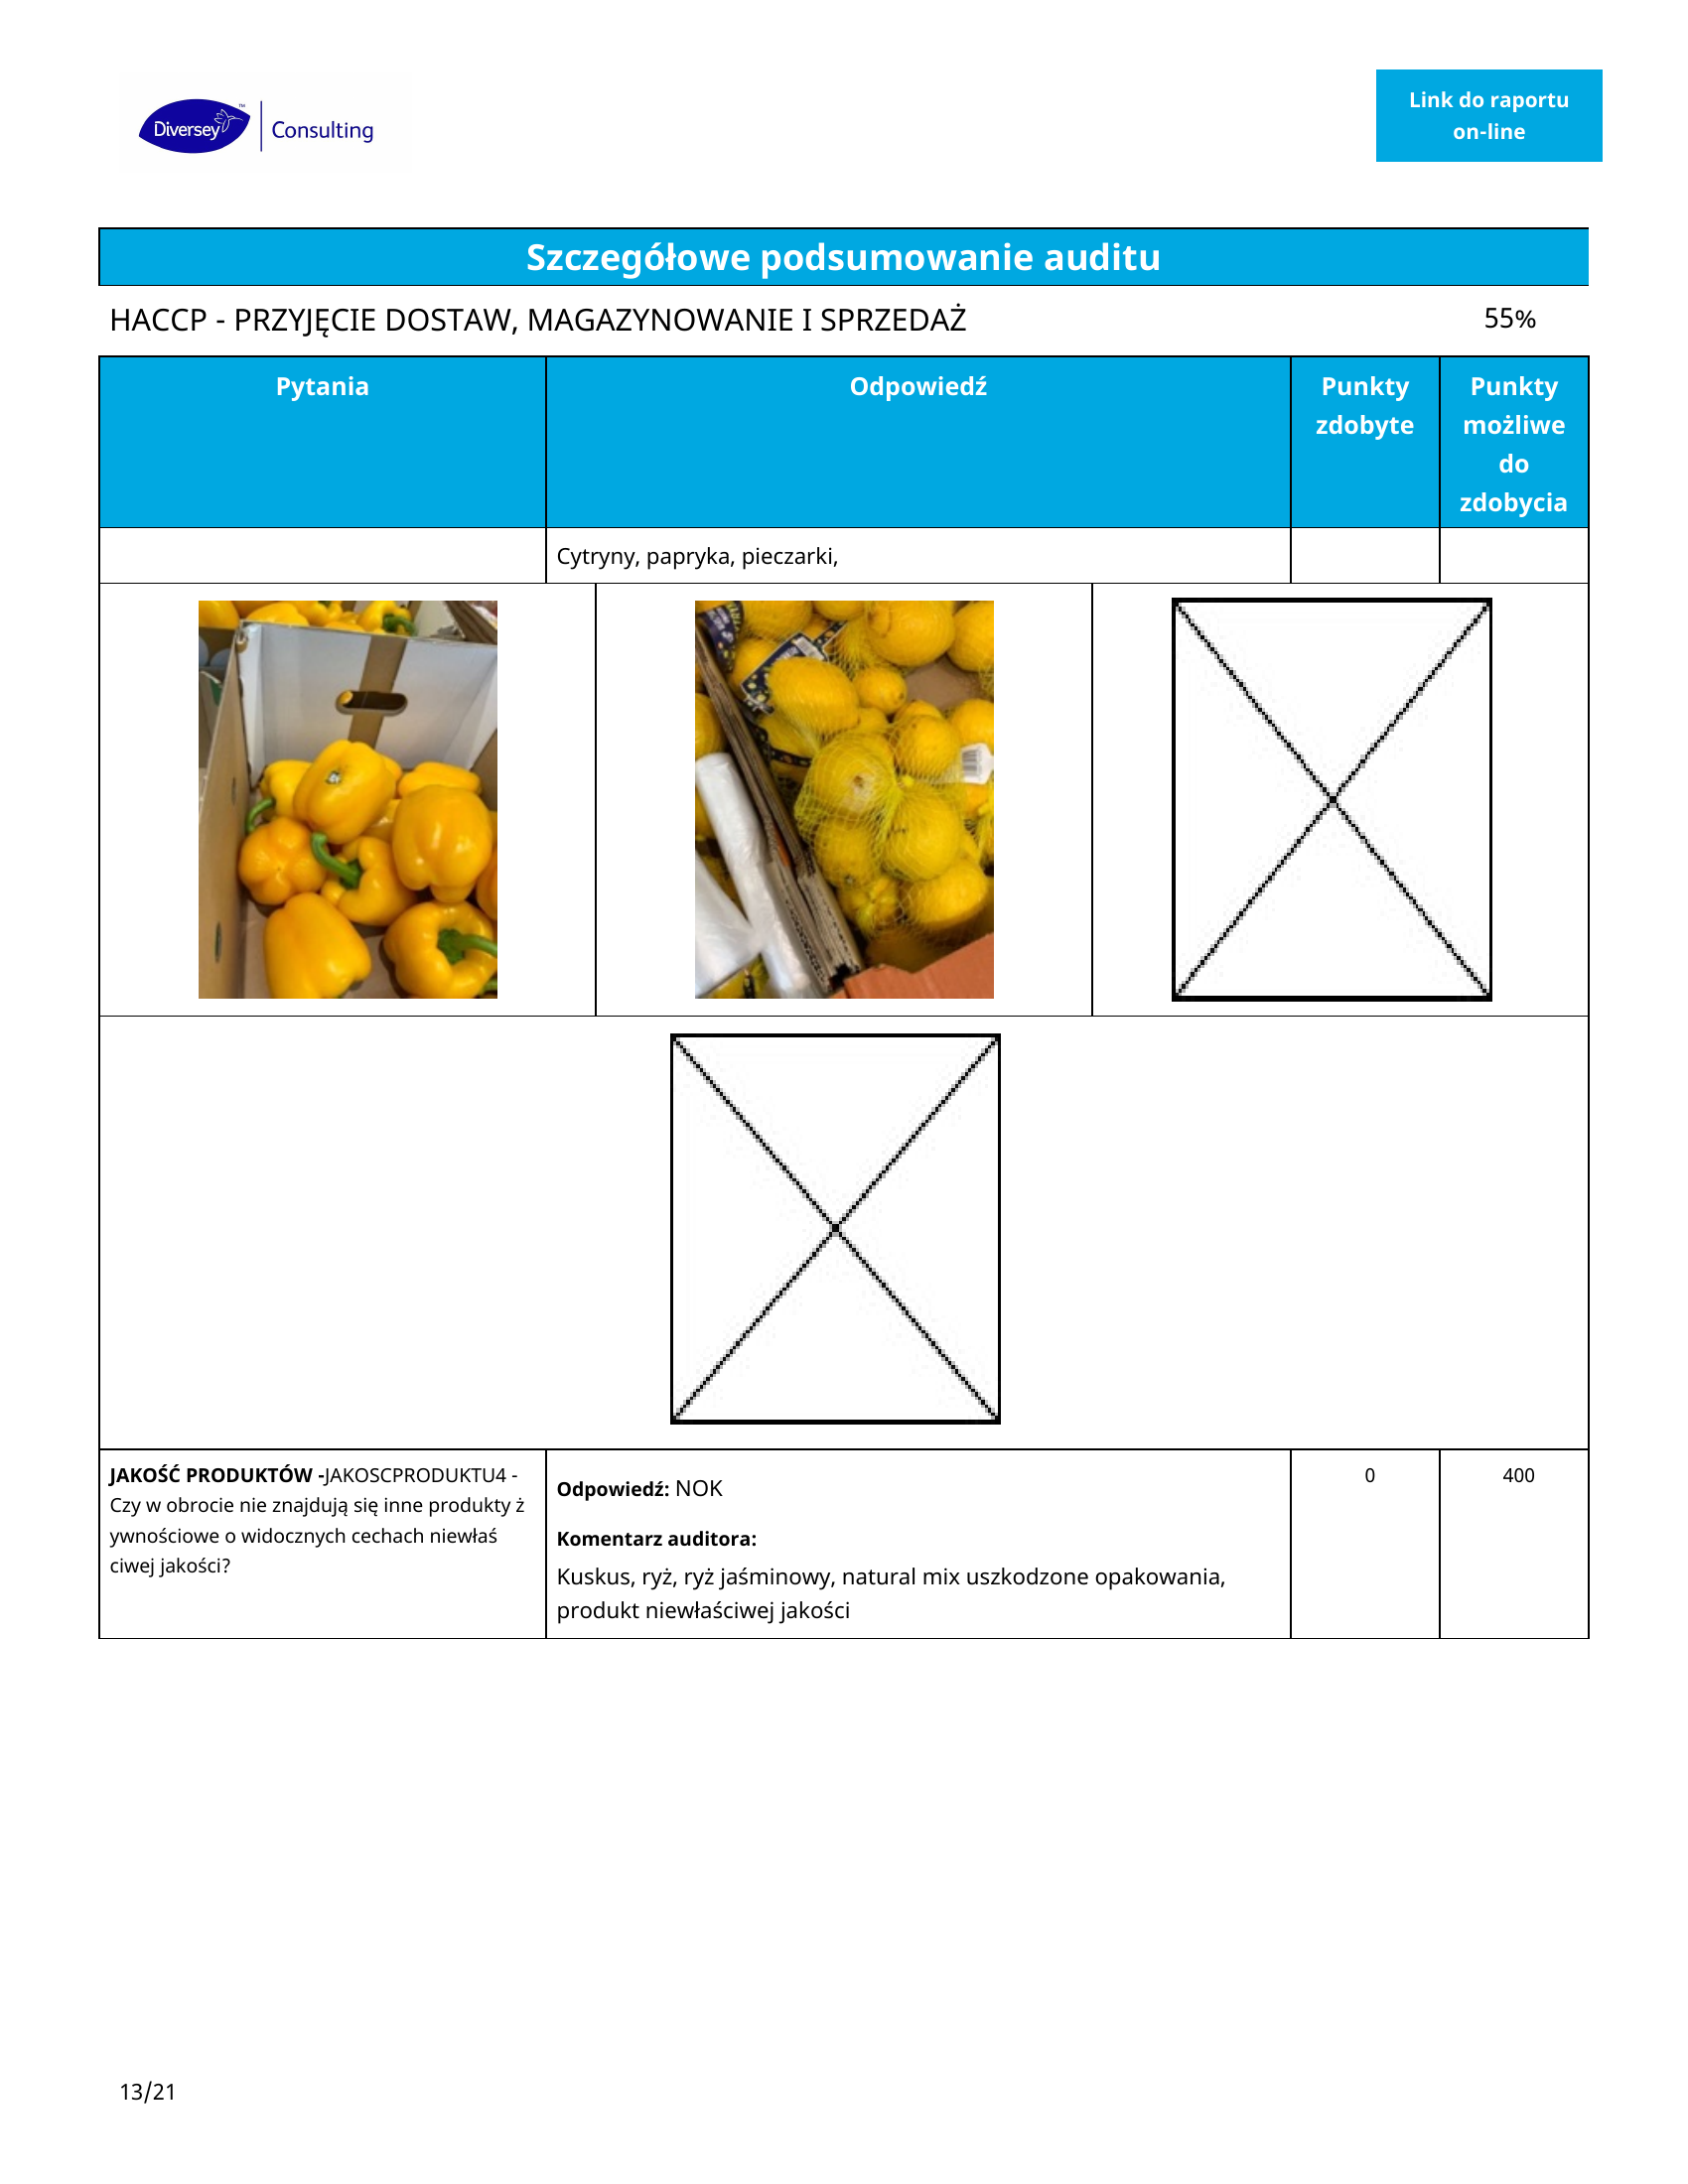 Diversey™ Consulting
Link do raportu
on-line
Szczegółowe podsumowanie auditu
HACCP - PRZYJĘCIE DOSTAW, MAGAZYNOWANIE I SPRZEDAŻ 55%
Pytania Odpowiedź Punkty Punkty
zdobyte możliwe
do
zdobycia
Cytryny, papryka, pieczarki,
JAKOŚĆ PRODUKTÓW -JAKOSCPRODUKTU4 -
Czy w obrocie nie znajdują się inne produkty ż
ywnościowe o widocznych cechach niewłaś
ciwej jakości?
Odpowiedź: NOK
Komentarz auditora:
Kuskus, ryż, ryż jaśminowy, natural mix uszkodzone opakowania,
produkt niewłaściwej jakości
0 400
13/21